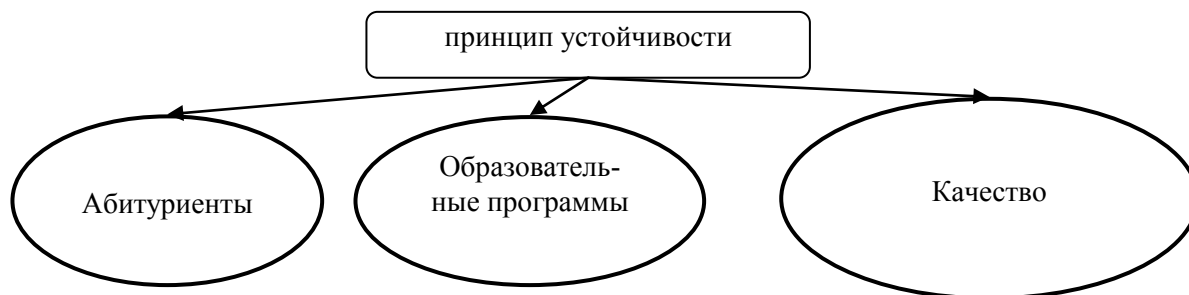 принцип устойчивости
Абитуриенты
Образователь-
ные программы
Качество